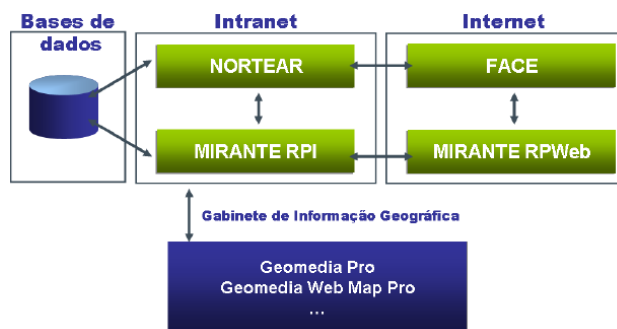 Bases de
dados
Intranet
Internet
NORTEAR
FACE
MIRANTE RPI
MIRANTE RPWeb
Gabinete de Informação Geográfica
Geomedia Pro
Geomedia Web Map Pro
...